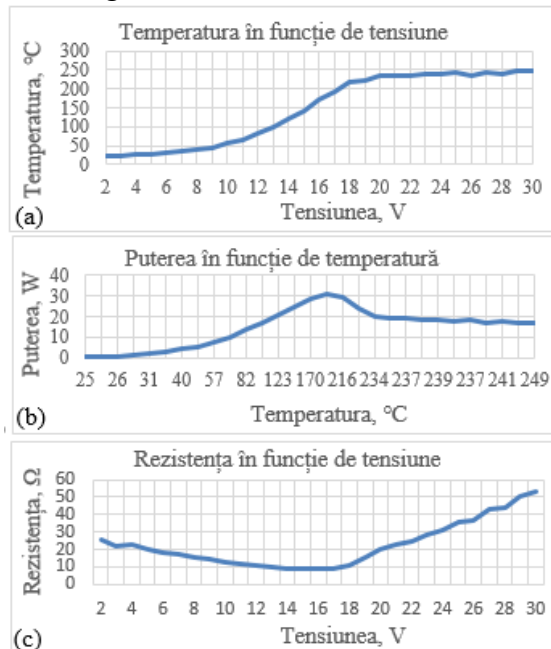 Temperatura în funcție de tensiune
Temperatura, °C
300
250
200
150
100
50
0
2 4 6 8 10 12 14 16 18 20 22 24 26 28 30
Tensiunea, V
(a)
Puterea în funcție de temperatură
Puterea, W
40
30
20
10
0
25 26 31 40 57 82 123 170 216 234 237 239 237 241 249
Temperatura, °C
(b)
Rezistența în funcție de tensiune
Rezistența, Ω
60
50
40
30
20
10
0
2 4 6 8 10 12 14 16 18 20 22 24 26 28 30
Tensiunea, V
(c)